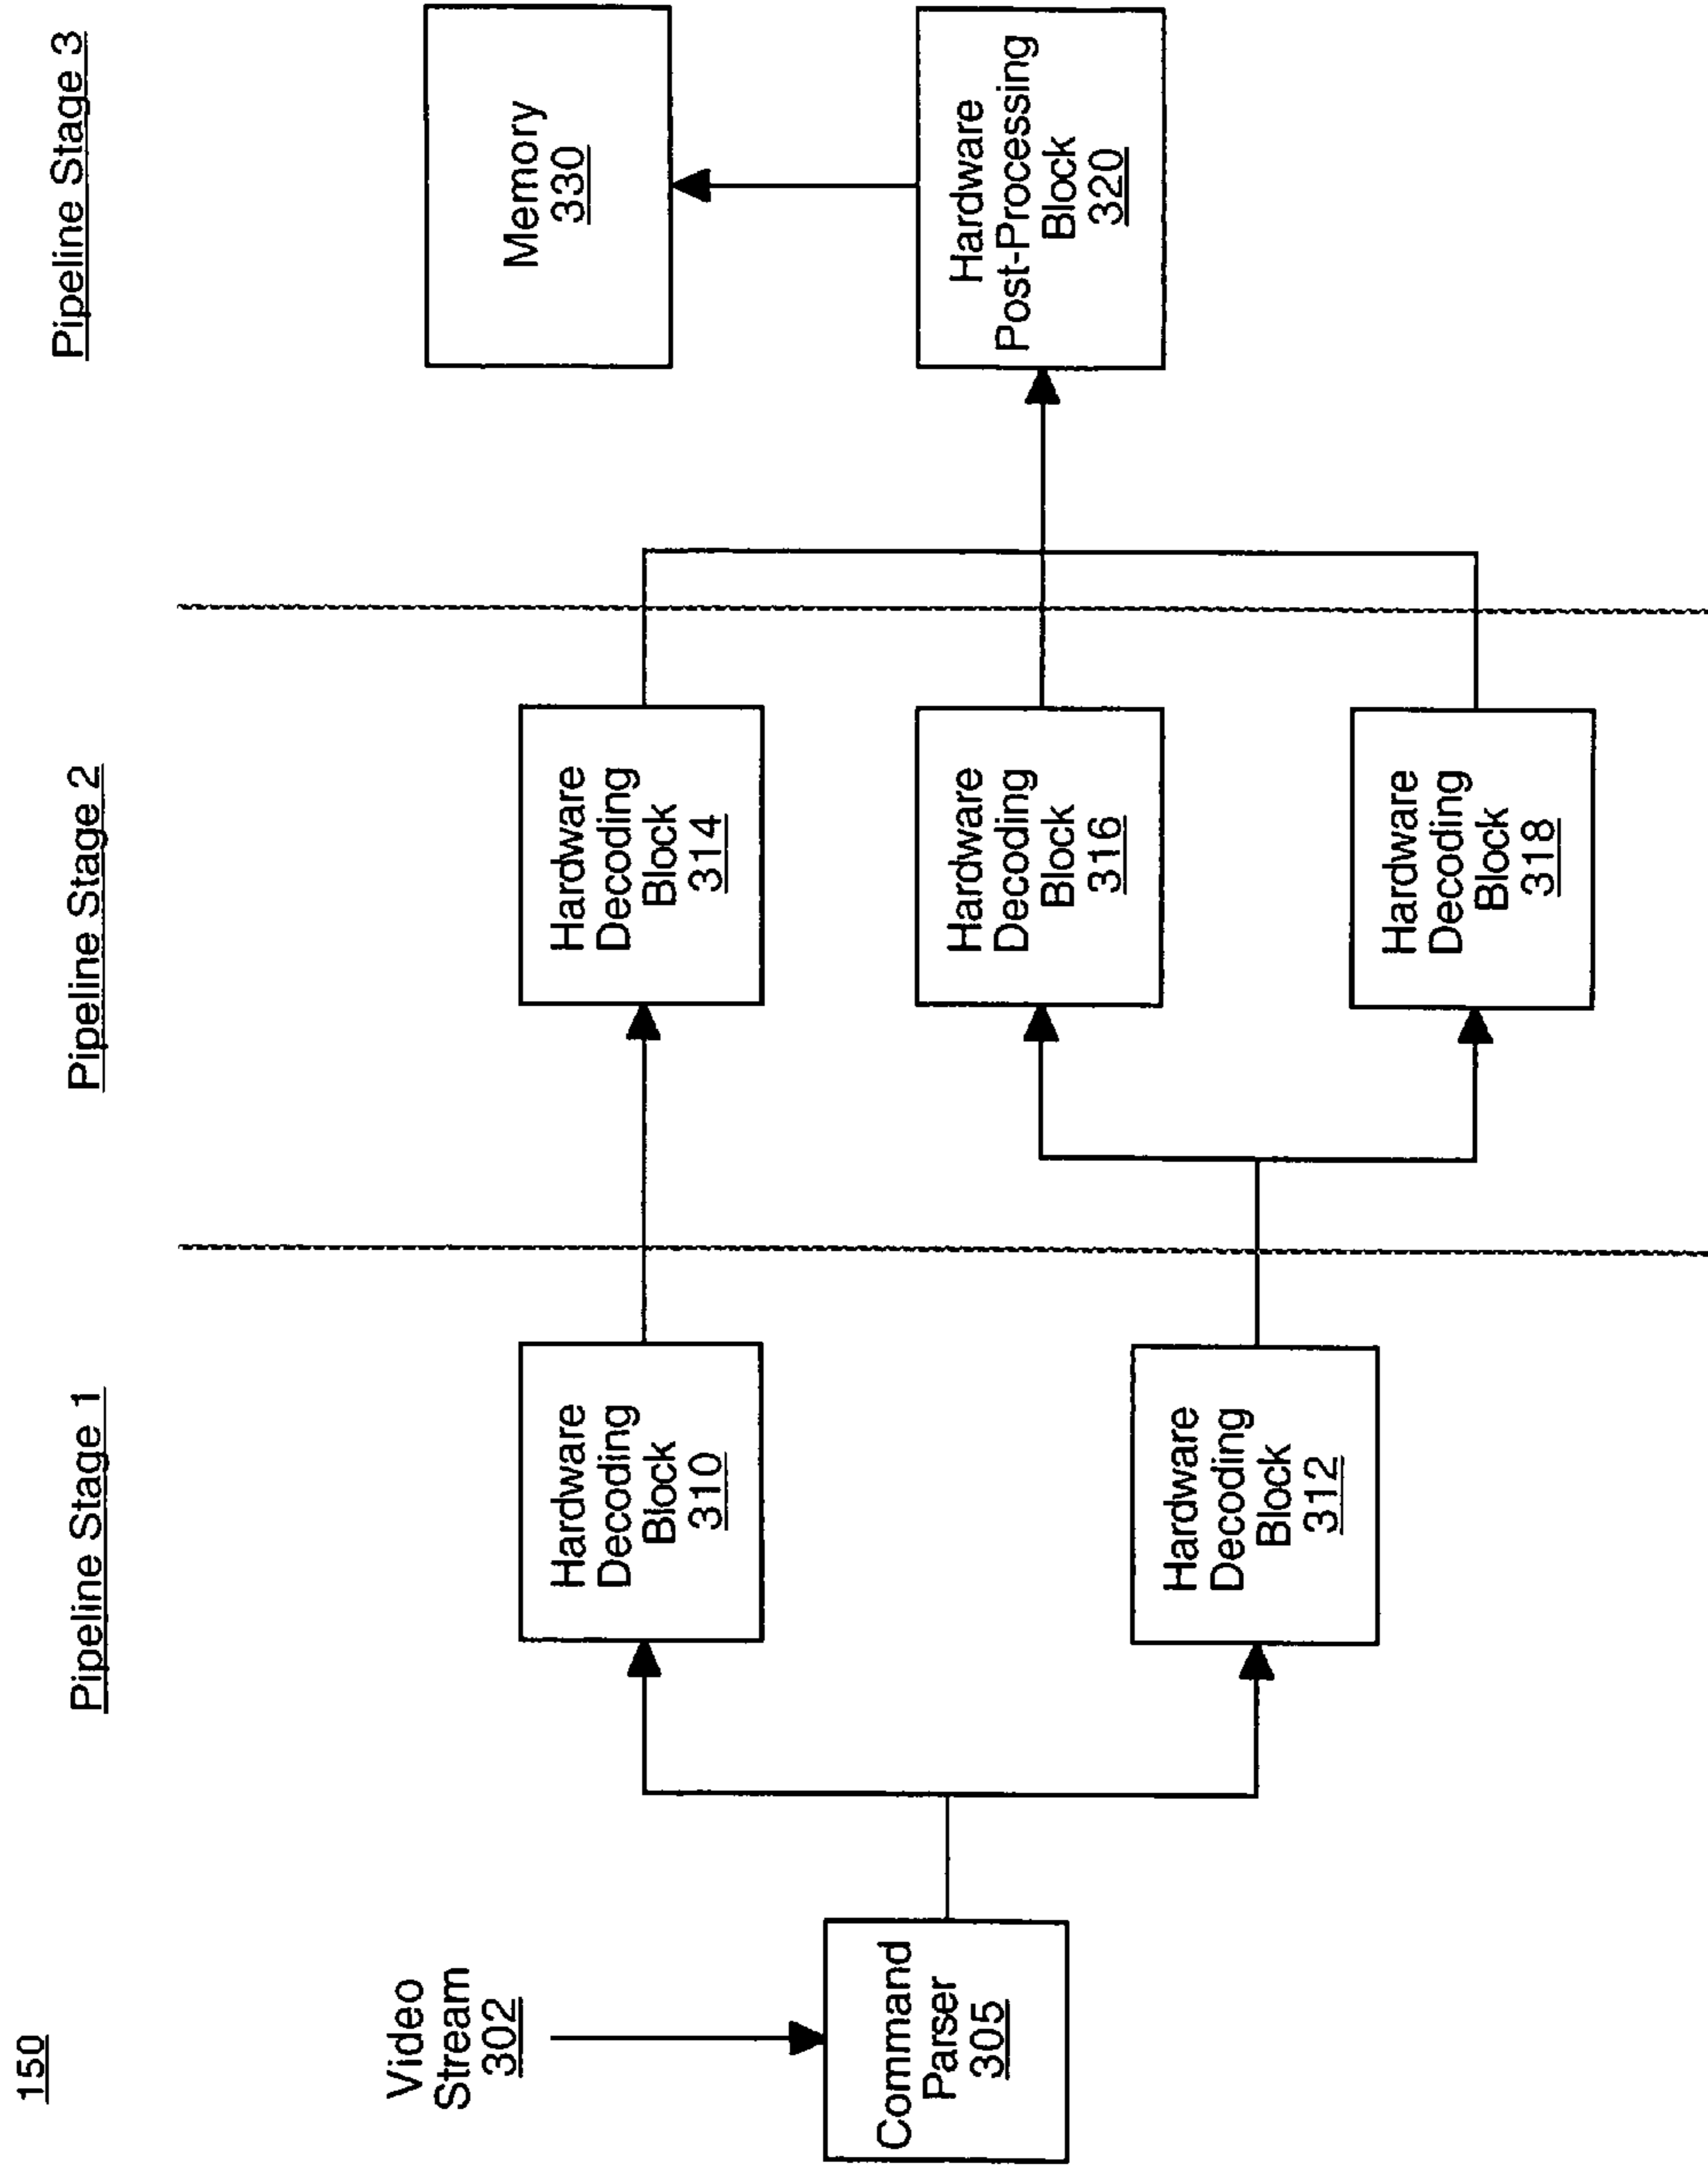 150
Pipeline Stage 1
Pipeline Stage 2
Pipeline Stage 3
Video
Stream
302
Command
Parser
305
Hardware
Decoding
Block
310
Hardware
Decoding
Block
312
Hardware
Decoding
Block
314
Hardware
Decoding
Block
316
Hardware
Decoding
Block
318
Memory
330
Hardware
Post-Processing
Block
320